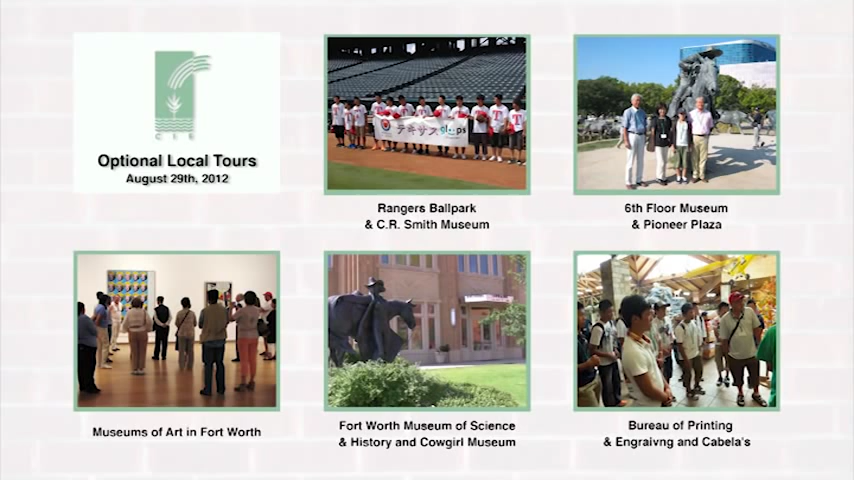 CIE
Optional Local Tours
August 29th, 2012
テキサス gloops
Rangers Ballpark
& C.R. Smith Museum
6th Floor Museum
& Pioneer Plaza
Museums of Art in Fort Worth
Fort Worth Museum of Science
& History and Cowgirl Museum
Bureau of Printing
& Engraivng and Cabela's